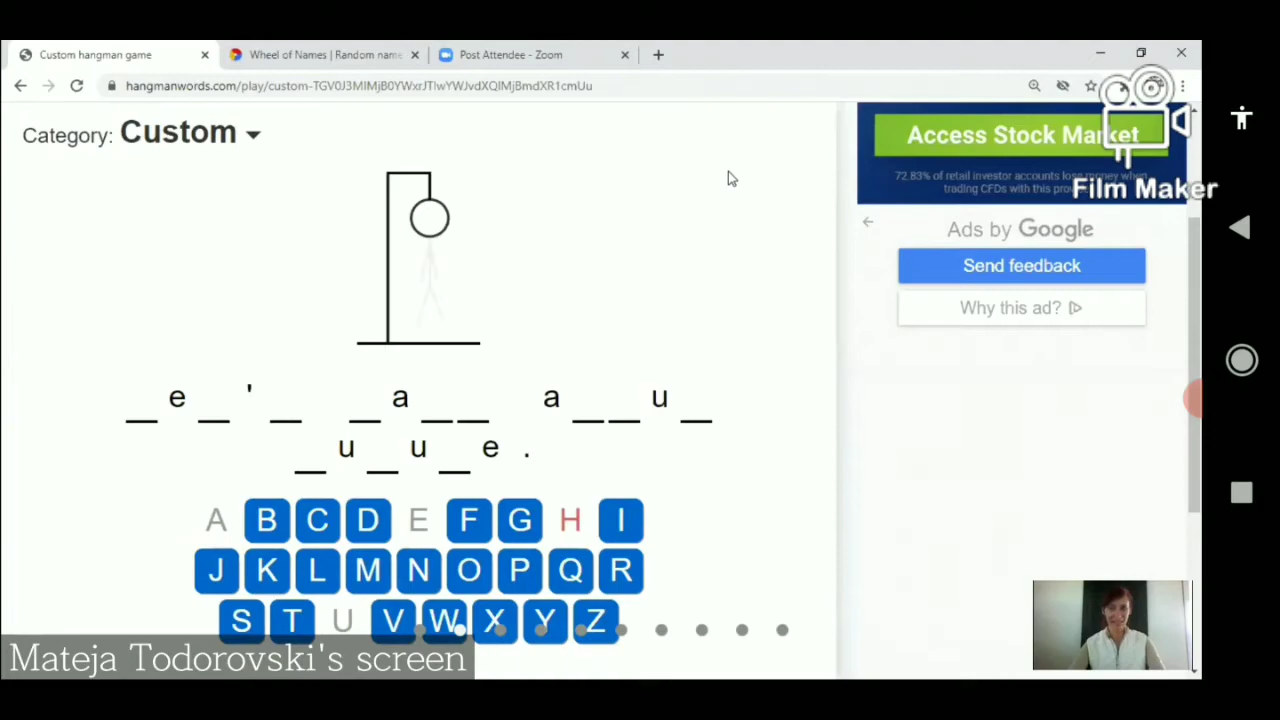 Custom hangman game
Wheel of Names | Random name
Post Attendee - Zoom
hangmanwords.com/play/custom-TGV0J3MlMjB0YWxrJTIwYWJvdXQlMjBmdXR1cmUu
Category: Custom
Access Stock Market
72.83% of retail investor accounts lose money when
trading CFDs with this provider
Film Maker
Ads by Google
Send feedback
Why this ad?
_ e _ ' _ _ a _ _ a _ _ u _
_ u _ u _ e .
A B C D E F G H I
J K L M N O P Q R
S T U V W X Y Z
Mateja Todorovski's screen